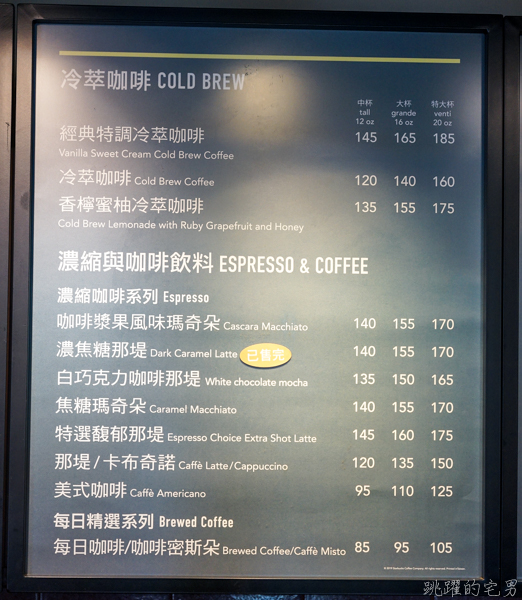 冷萃咖啡 COLD BREW
中杯 大杯 特大杯
tall grande venti
12 oz 16 oz 20 oz
經典特調冷萃咖啡 145 165 185
Vanilla Sweet Cream Cold Brew Coffee
冷萃咖啡 Cold Brew Coffee 120 140 160
香檸蜜柚冷萃咖啡 135 155 175
Cold Brew Lemonade with Ruby Grapefruit and Honey
濃縮與咖啡飲料 ESPRESSO & COFFEE
濃縮咖啡系列 Espresso
咖啡漿果風味瑪奇朵 Cascara Macchiato 140 155 170
濃焦糖那堤 Dark Caramel Latte 已售完 140 155 170
白巧克力咖啡那堤 White chocolate mocha 135 150 165
焦糖瑪奇朵 Caramel Macchiato 140 155 170
特選馥郁那堤 Espresso Choice Extra Shot Latte 145 160 175
那堤/卡布奇諾 Caffè Latte/Cappuccino 120 135 150
美式咖啡 Caffè Americano 95 110 125
每日精選系列 Brewed Coffee
每日咖啡/咖啡密斯朵 Brewed Coffee/Caffè Misto 85 95 105
跳躍的宅男